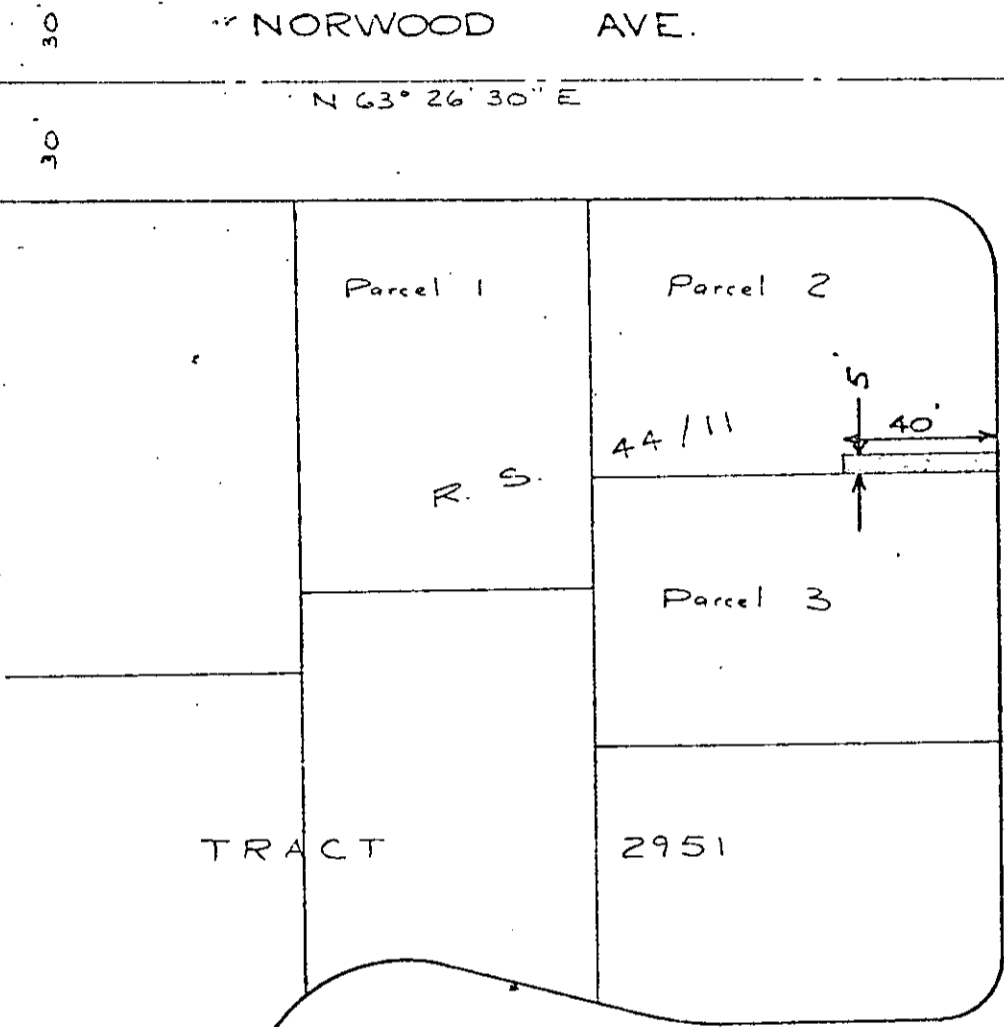 30'
NORWOOD AVE.
N 63° 26' 30" E
30'
Parcel 1
Parcel 2
5'
40'
44/11
R. S.
Parcel 3
TRACT 2951